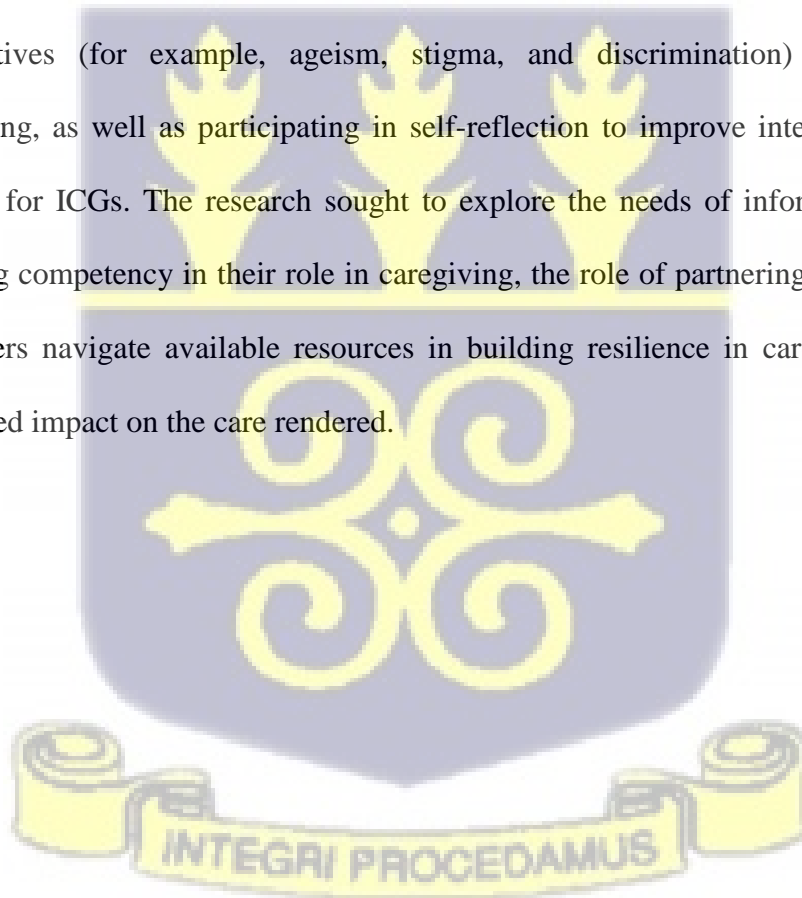 tives (for example, ageism, stigma, and discrimination)
ng, as well as participating in self-reflection to improve inte
for ICGs. The research sought to explore the needs of infor
g competency in their role in caregiving, the role of partnering
ers navigate available resources in building resilience in car
ed impact on the care rendered.
INTEGRI PROCEDAMUS